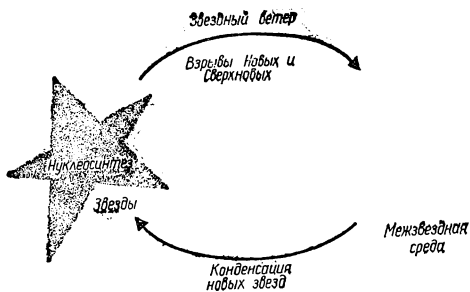 Звездный ветер
Взрывы Новых и
Сверхновых
Нуклеосинтез
Звезды
Межзвездная
среда
Конденсация
новых звезд